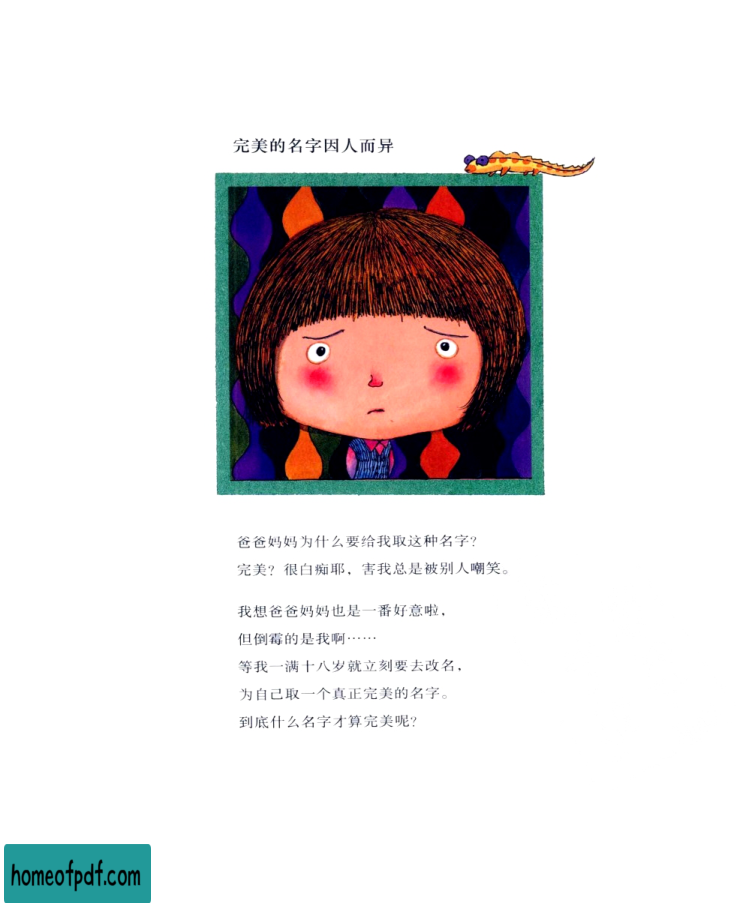 完美的名字因人而异
爸爸妈妈为什么要给我取这种名字？
完美？很白痴耶，害我总是被别人嘲笑。
我想爸爸妈妈也是一番好意啦，
但倒霉的是我啊……
等我一满十八岁就立刻要去改名，
为自己取一个真正完美的名字。
到底什么名字才算完美呢？
homeofpdf.com